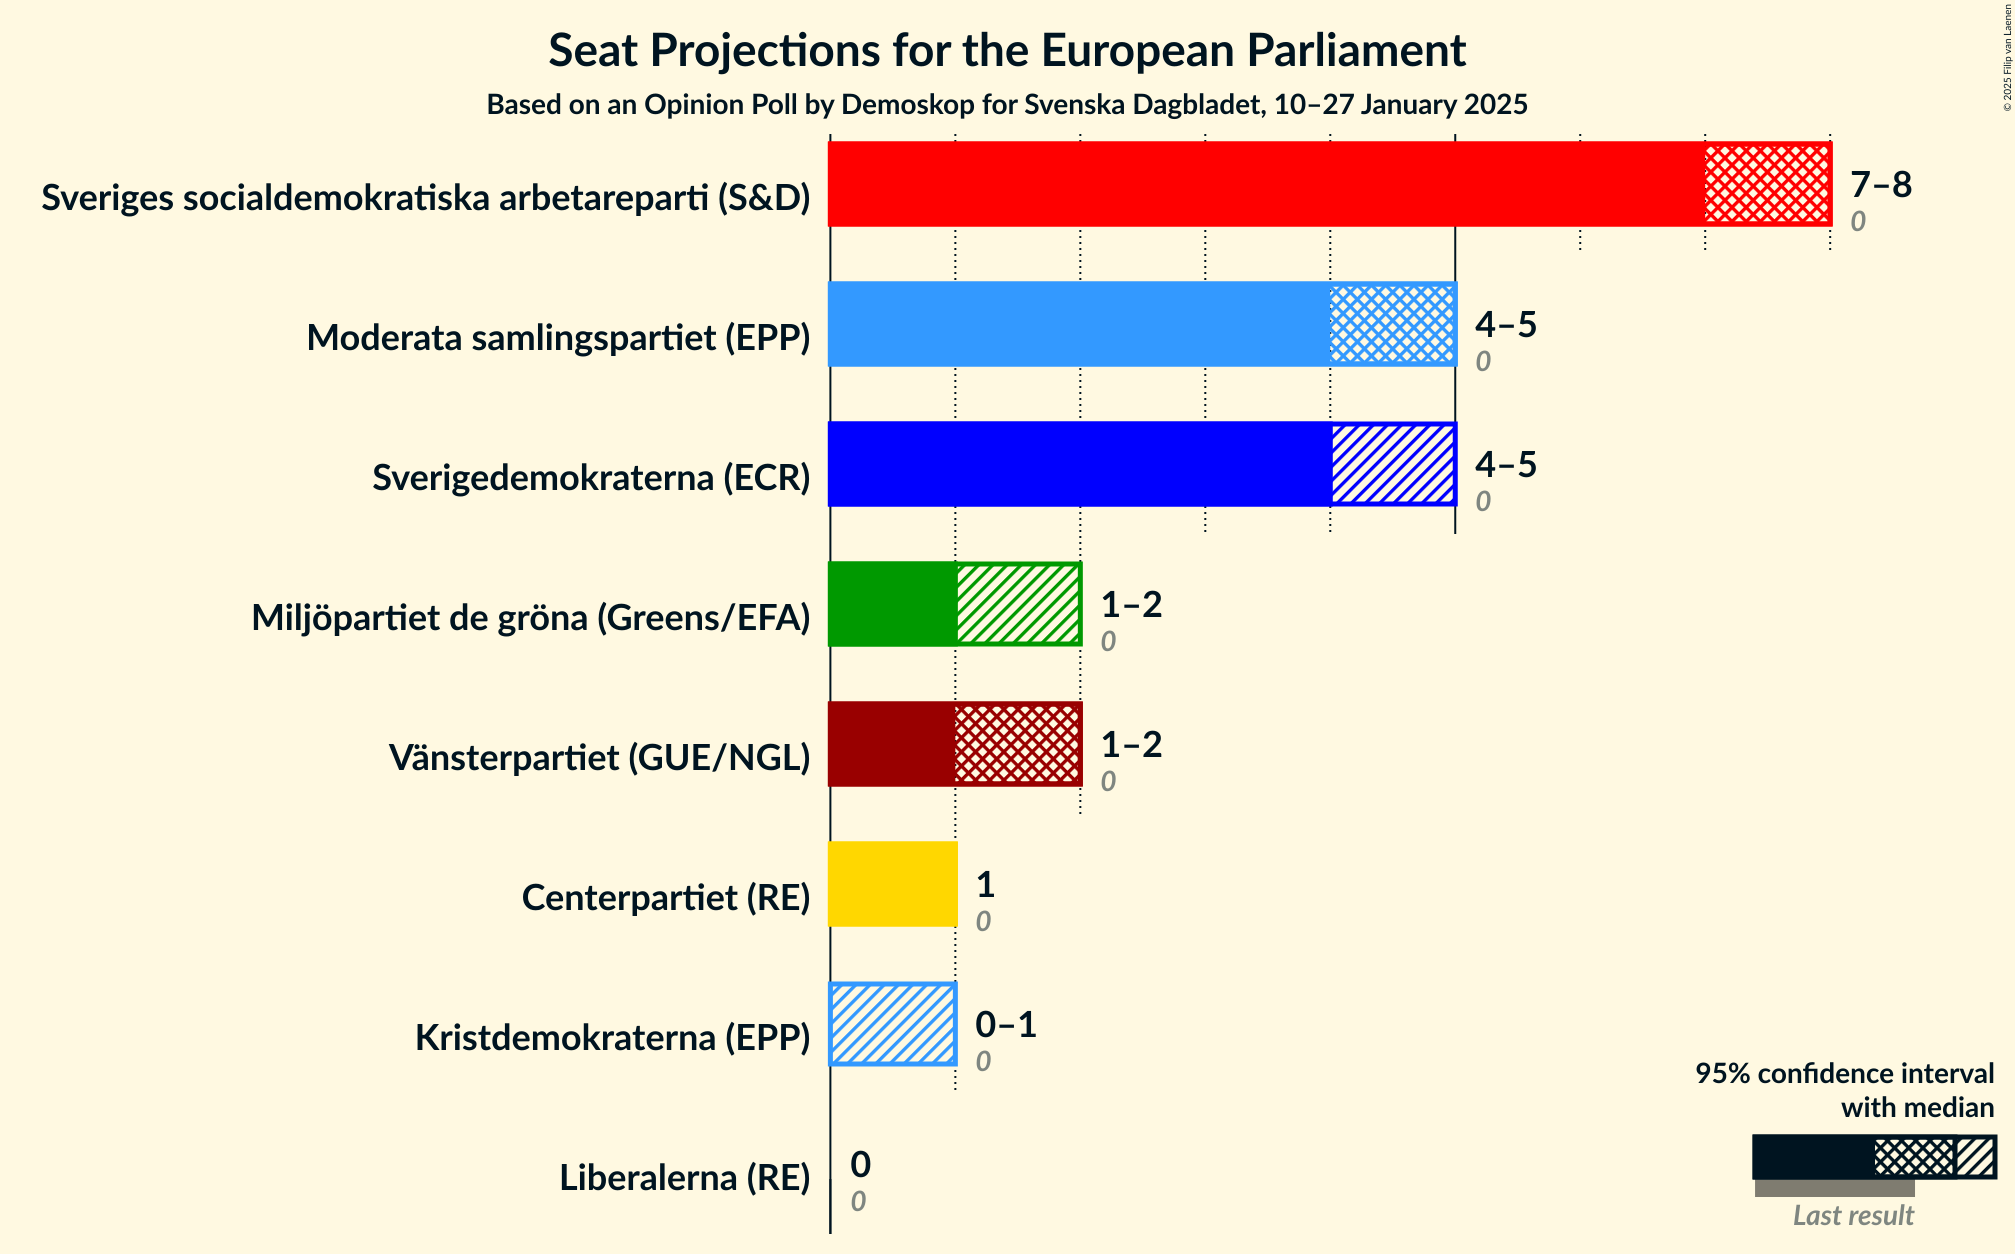 Seat Projections for the European Parliament
Based on an Opinion Poll by Demoskop for Svenska Dagbladet, 10–27 January 2025
© 2025 Filip van Laenen
Sveriges socialdemokratiska arbetareparti (S&D)
7–8
0
Moderata samlingspartiet (EPP)
4–5
0
Sverigedemokraterna (ECR)
4–5
0
Miljöpartiet de gröna (Greens/EFA)
1–2
0
Vänsterpartiet (GUE/NGL)
1–2
0
Centerpartiet (RE)
1
0
Kristdemokraterna (EPP)
0–1
0
Liberalerna (RE)
0
0
95% confidence interval
with median
Last result